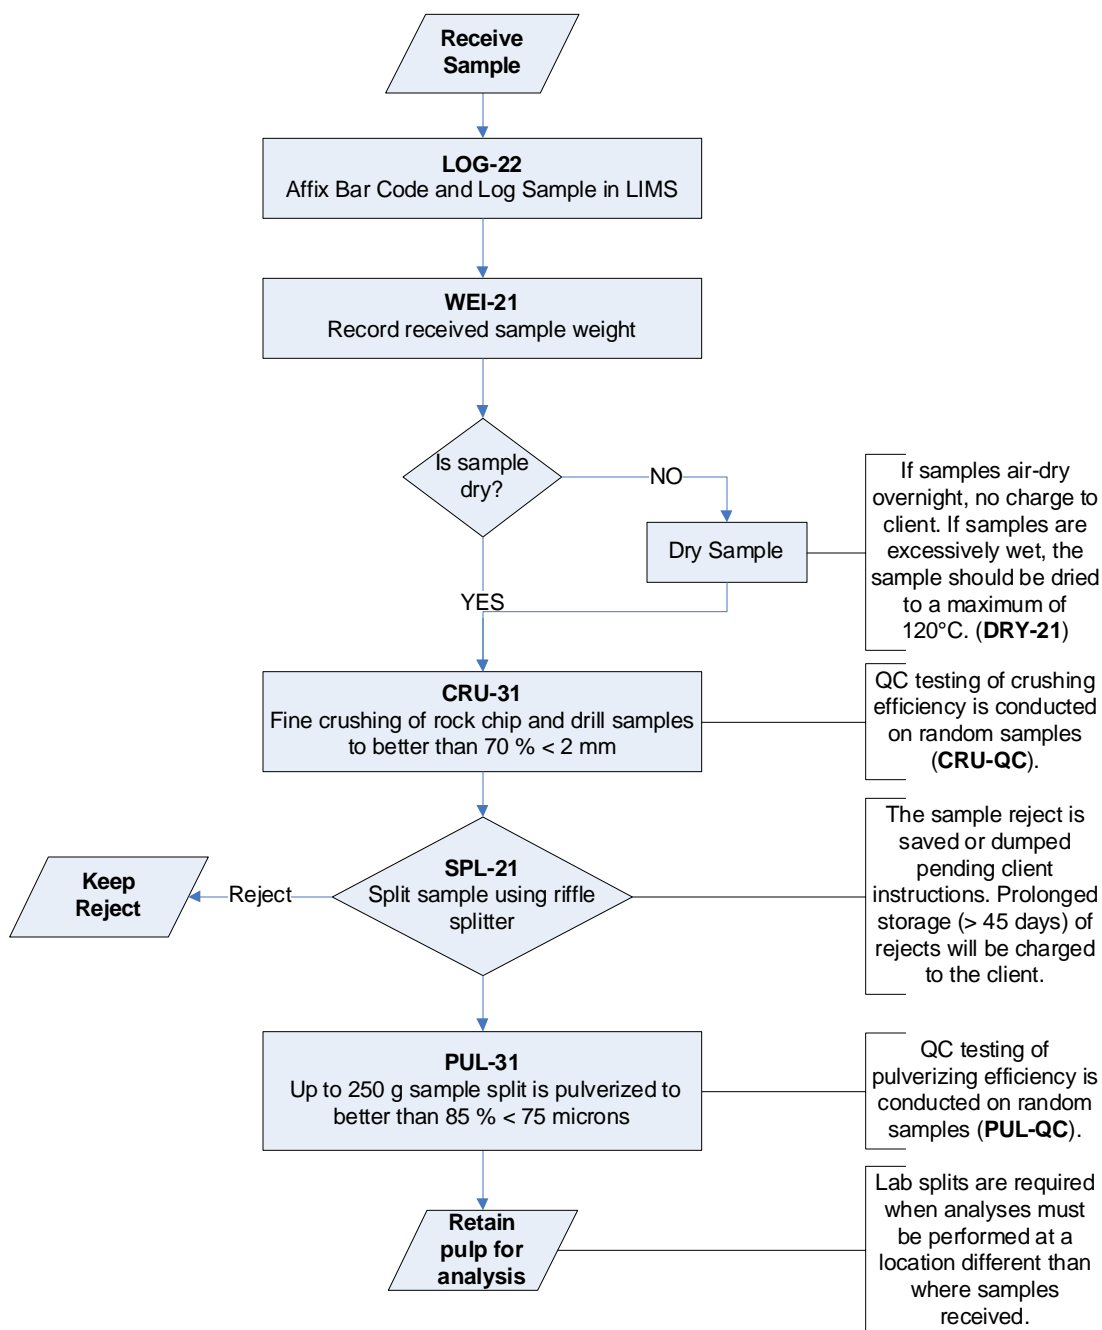 Receive
Sample
LOG-22
Affix Bar Code and Log Sample in LIMS
WEI-21
Record received sample weight
Is sample
dry?
NO
Dry Sample
If samples air-dry
overnight, no charge to
client. If samples are
excessively wet, the
sample should be dried
to a maximum of
120°C. (DRY-21)
YES
CRU-31
Fine crushing of rock chip and drill samples
to better than 70 % < 2 mm
QC testing of crushing
efficiency is conducted
on random samples
(CRU-QC).
SPL-21
Split sample using riffle
splitter
Reject
Keep
Reject
The sample reject is
saved or dumped
pending client
instructions. Prolonged
storage (> 45 days) of
rejects will be charged
to the client.
PUL-31
Up to 250 g sample split is pulverized to
better than 85 % < 75 microns
QC testing of
pulverizing efficiency is
conducted on random
samples (PUL-QC).
Retain
pulp for
analysis
Lab splits are required
when analyses must
be performed at a
location different than
where samples
received.